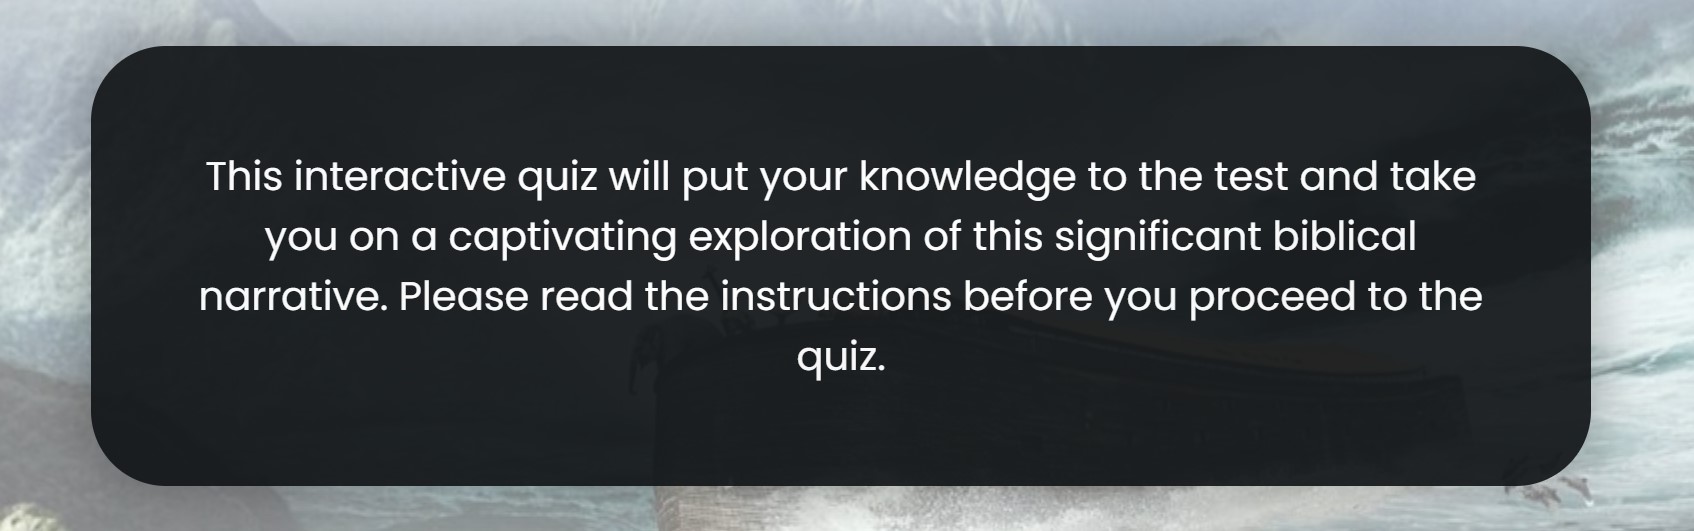 This interactive quiz will put your knowledge to the test and take
you on a captivating exploration of this significant biblical
narrative. Please read the instructions before you proceed to the
quiz.